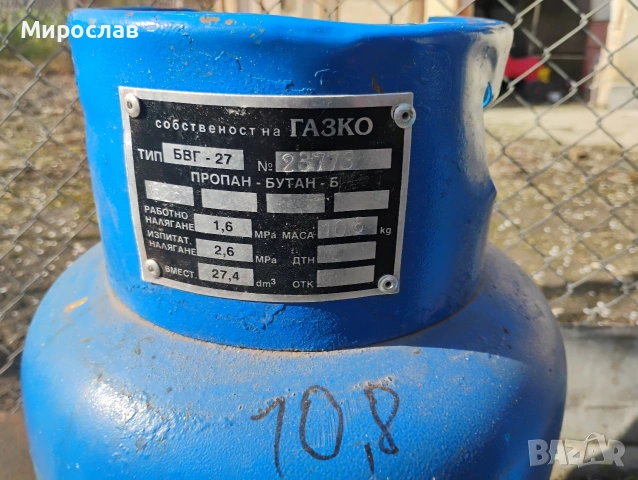 Мирослав
собственост на ГАЗКО
ТИП БВГ - 27 №
ПРОПАН - БУТАН - Б
РАБОТНО НАЛЯГАНЕ 1,6 MPa МАСА kg
ИЗПИТАТ. НАЛЯГАНЕ 2,6 MPa ДТН
ВМЕСТ. 27,4 dm³ ОТК
10,8
BAZAR